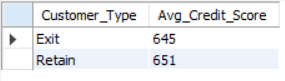 Customer_Type Avg_Credit_Score
Exit 645
Retain 651